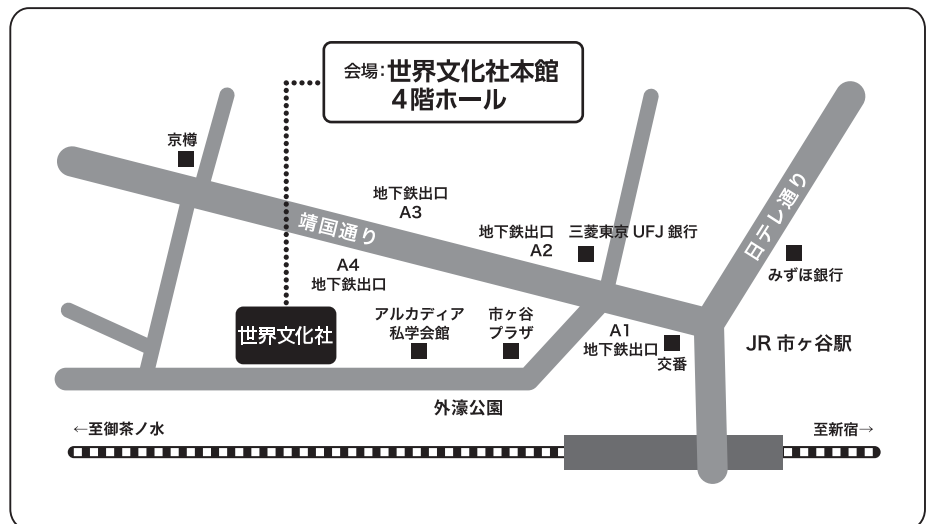 会場：世界文化社本館
4階ホール
京樽
地下鉄出口
A3
靖国通り
地下鉄出口
A2
三菱東京UFJ銀行
日テレ通り
みずほ銀行
A4
地下鉄出口
世界文化社
アルカディア
私学会館
市ヶ谷
プラザ
A1
地下鉄出口
交番
JR 市ヶ谷駅
外濠公園
←至御茶ノ水
至新宿→